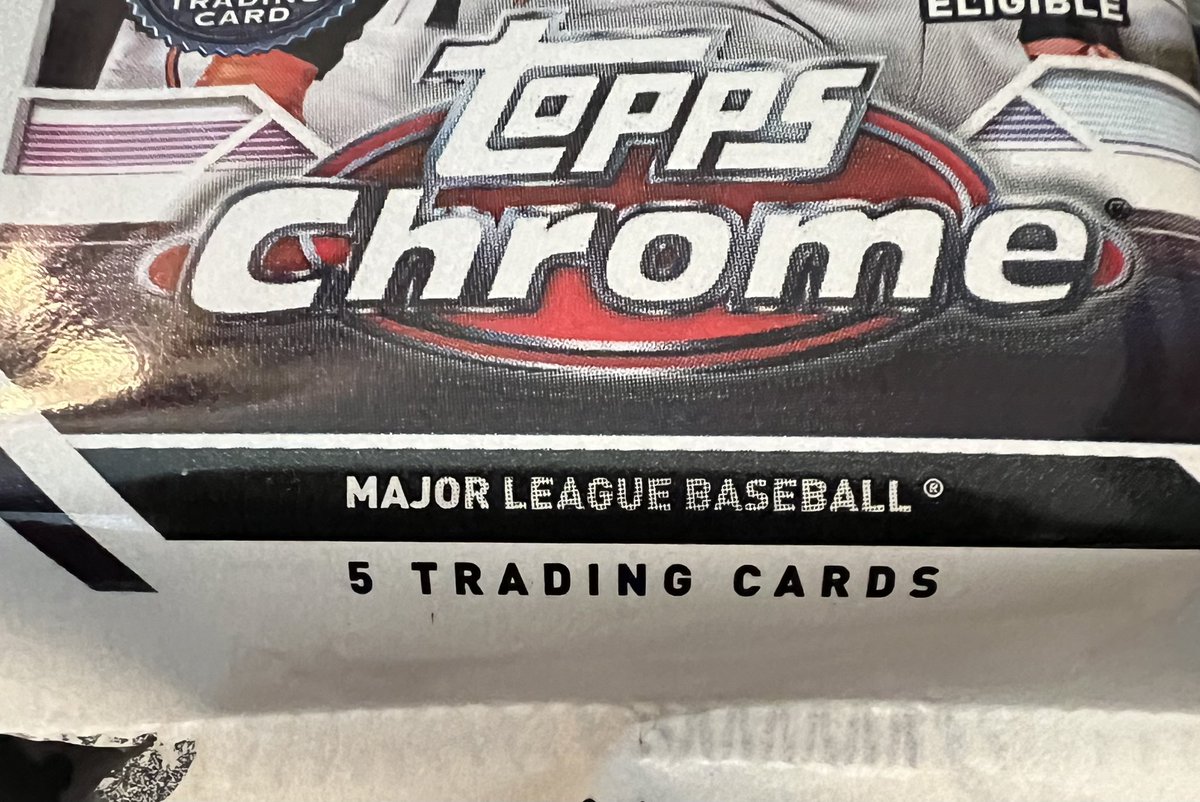 TRADING
CARD
ELIGIBLE
topps
Chrome®
MAJOR LEAGUE BASEBALL®
5 TRADING CARDS